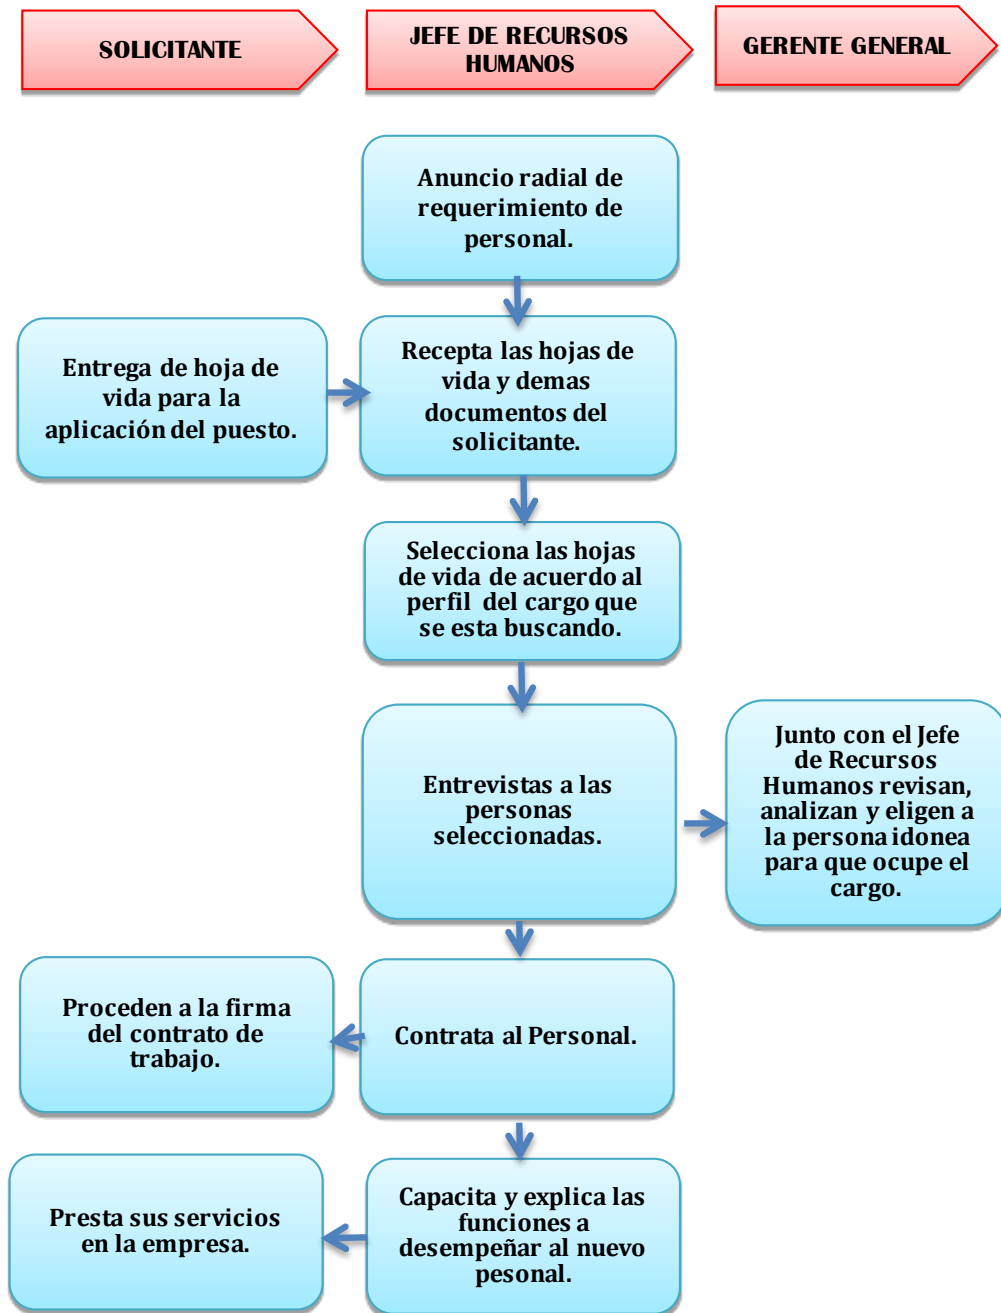 SOLICITANTE
JEFE DE RECURSOS
HUMANOS
GERENTE GENERAL
Anuncio radial de
requerimiento de
personal.
Entrega de hoja de
vida para la
aplicación del puesto.
Recepta las hojas de
vida y demas
documentos del
solicitante.
Selecciona las hojas
de vida de acuerdo al
perfil del cargo que
se esta buscando.
Entrevistas a las
personas
seleccionadas.
Junto con el Jefe
de Recursos
Humanos revisan,
analizan y eligen a
la persona idonea
para que ocupe el
cargo.
Proceden a la firma
del contrato de
trabajo.
Contrata al Personal.
Presta sus servicios
en la empresa.
Capacita y explica las
funciones a
desempeñar al nuevo
pesonal.